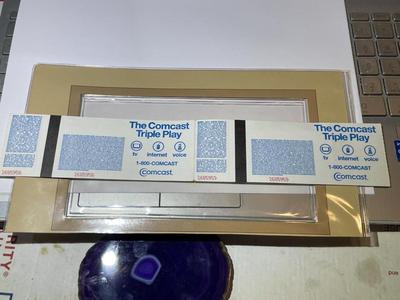 The Comcast
Triple Play
tv internet voice
1-800-COMCAST
Comcast
The Comcast
Triple Play
tv internet voice
1-800-COMCAST
Comcast